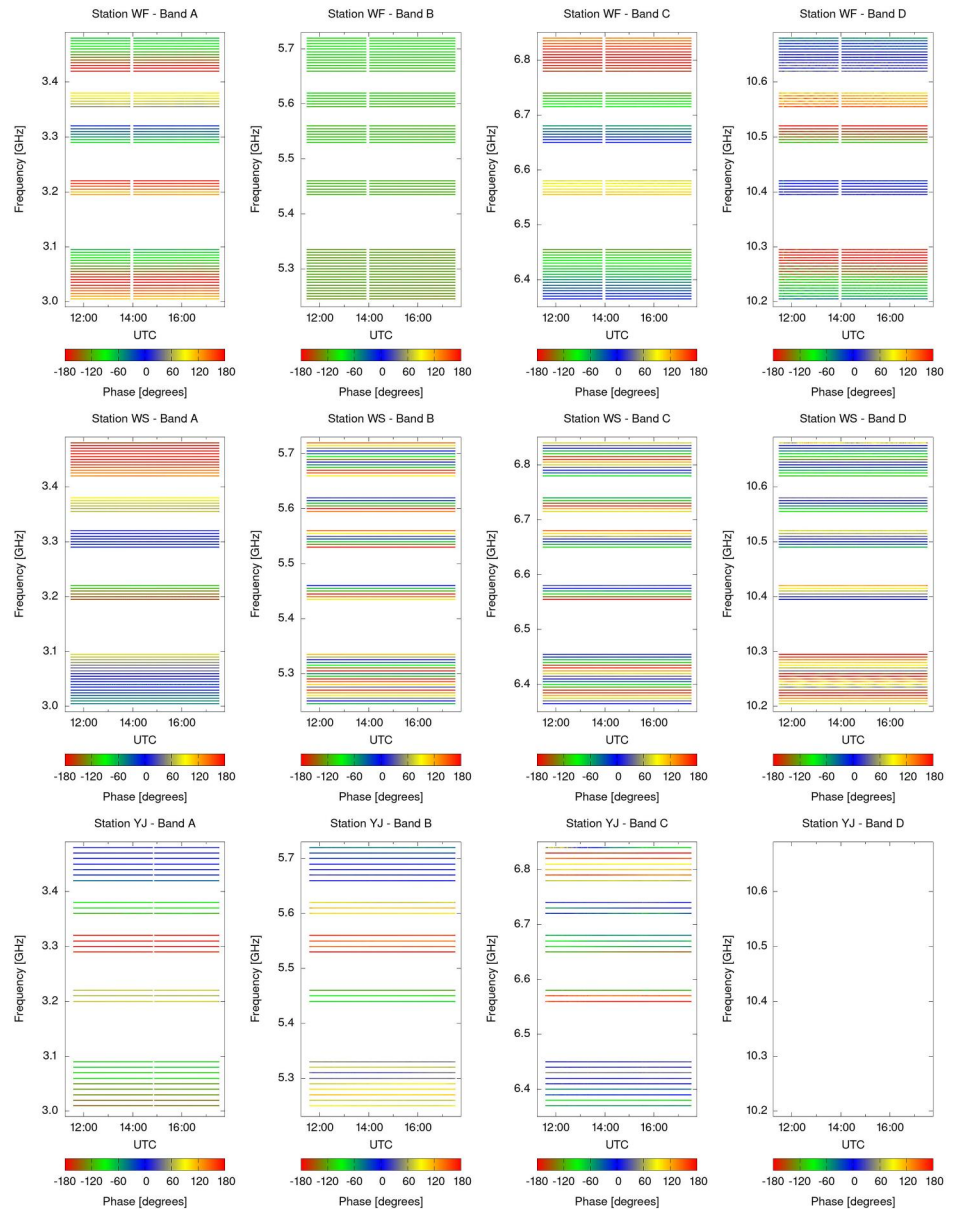 Station WF - Band A
Station WF - Band B
Station WF - Band C
Station WF - Band D
Frequency [GHz]
3.4
3.3
3.2
3.1
3.0
Frequency [GHz]
5.7
5.6
5.5
5.4
5.3
Frequency [GHz]
6.8
6.7
6.6
6.5
6.4
Frequency [GHz]
10.6
10.5
10.4
10.3
10.2
12:00 14:00 16:00
12:00 14:00 16:00
12:00 14:00 16:00
12:00 14:00 16:00
UTC
UTC
UTC
UTC
-180 -120 -60 0 60 120 180
-180 -120 -60 0 60 120 180
-180 -120 -60 0 60 120 180
-180 -120 -60 0 60 120 180
Phase [degrees]
Phase [degrees]
Phase [degrees]
Phase [degrees]
Station WS - Band A
Station WS - Band B
Station WS - Band C
Station WS - Band D
Frequency [GHz]
3.4
3.3
3.2
3.1
3.0
Frequency [GHz]
5.7
5.6
5.5
5.4
5.3
Frequency [GHz]
6.8
6.7
6.6
6.5
6.4
Frequency [GHz]
10.6
10.5
10.4
10.3
10.2
12:00 14:00 16:00
12:00 14:00 16:00
12:00 14:00 16:00
12:00 14:00 16:00
UTC
UTC
UTC
UTC
-180 -120 -60 0 60 120 180
-180 -120 -60 0 60 120 180
-180 -120 -60 0 60 120 180
-180 -120 -60 0 60 120 180
Phase [degrees]
Phase [degrees]
Phase [degrees]
Phase [degrees]
Station YJ - Band A
Station YJ - Band B
Station YJ - Band C
Station YJ - Band D
Frequency [GHz]
3.4
3.3
3.2
3.1
3.0
Frequency [GHz]
5.7
5.6
5.5
5.4
5.3
Frequency [GHz]
6.8
6.7
6.6
6.5
6.4
Frequency [GHz]
10.6
10.5
10.4
10.3
10.2
12:00 14:00 16:00
12:00 14:00 16:00
12:00 14:00 16:00
12:00 14:00 16:00
UTC
UTC
UTC
UTC
-180 -120 -60 0 60 120 180
-180 -120 -60 0 60 120 180
-180 -120 -60 0 60 120 180
-180 -120 -60 0 60 120 180
Phase [degrees]
Phase [degrees]
Phase [degrees]
Phase [degrees]